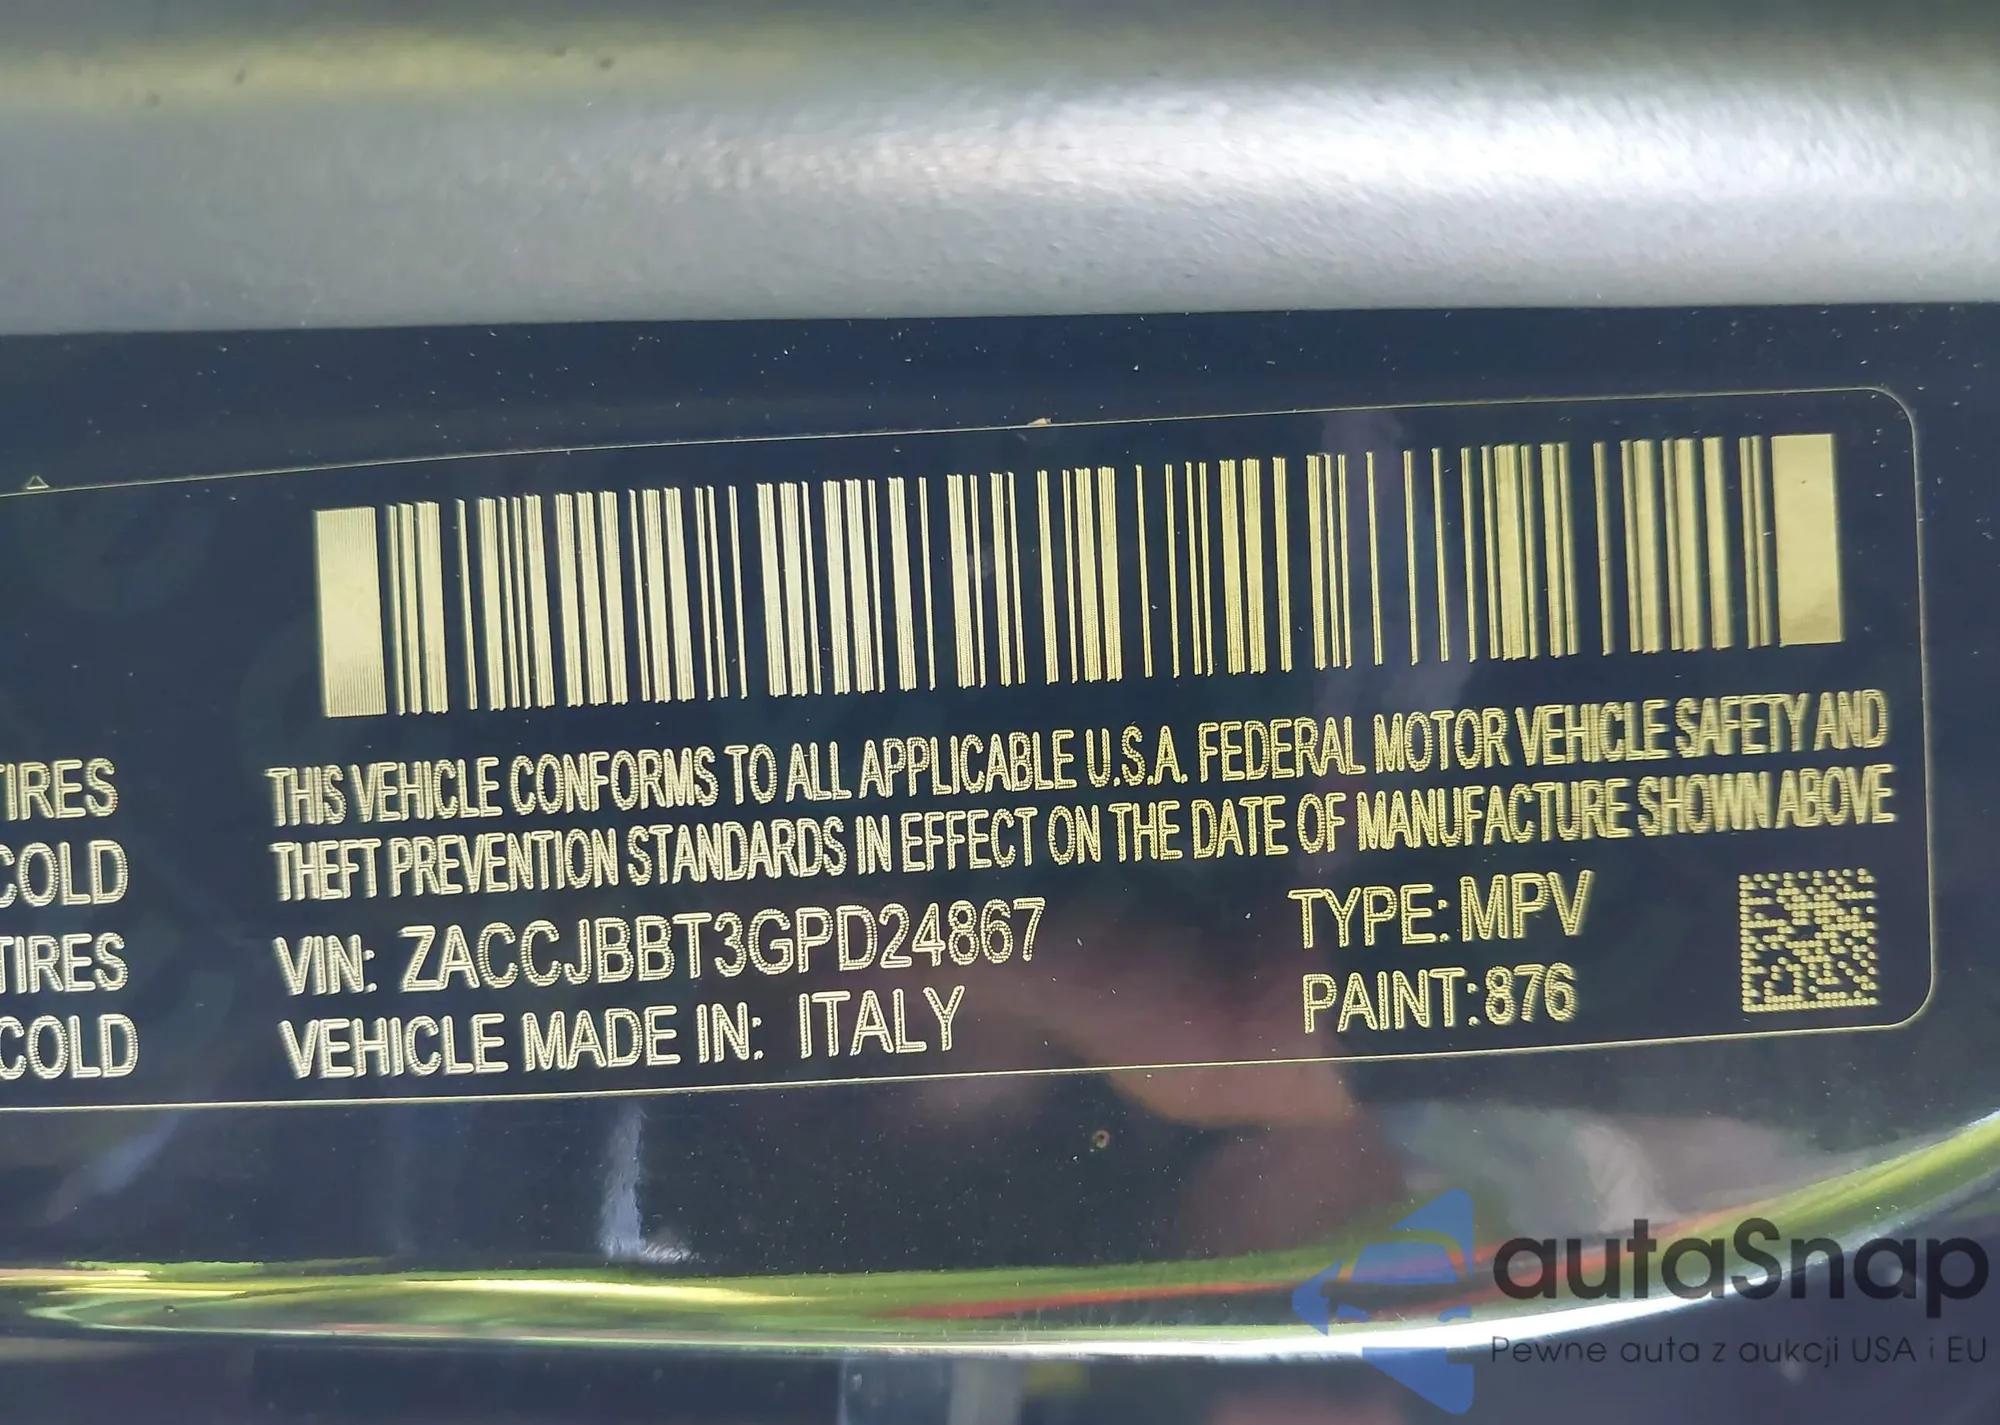 TIRES
COLD
TIRES
COLD
THIS VEHICLE CONFORMS TO ALL APPLICABLE U.S.A. FEDERAL MOTOR VEHICLE SAFETY AND
THEFT PREVENTION STANDARDS IN EFFECT ON THE DATE OF MANUFACTURE SHOWN ABOVE
VIN: ZACCJBBT3GPD24867
TYPE: MPV
VEHICLE MADE IN: ITALY
PAINT: 876
autaSnap
Pewne auta z aukcji USA i EU